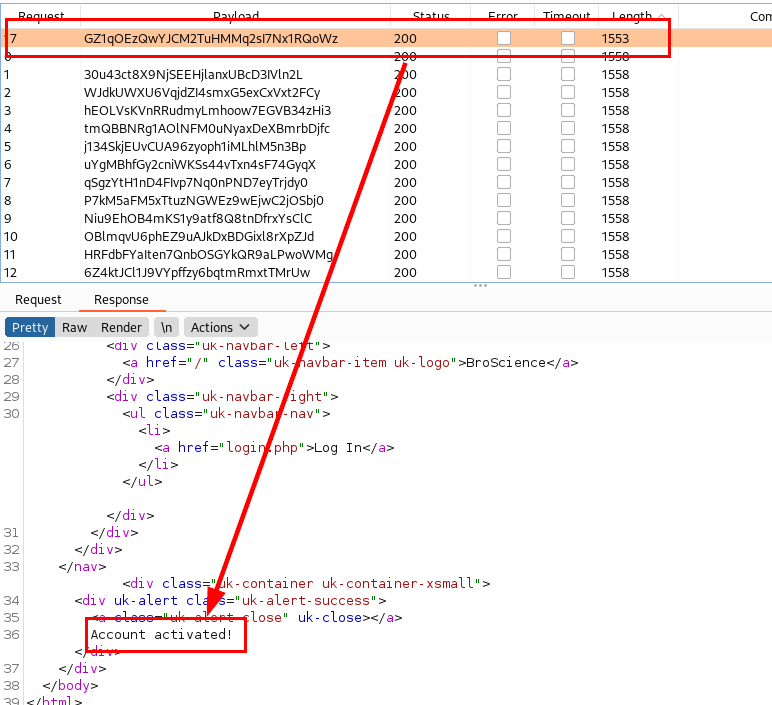 Request Payload Status Error Timeout Length Com
17 GZ1qOEzQwYJCM2TuHMMq2sI7Nx1RQoWz 200 1553
0 200 1558
1 30u43ct8X9NjSEEHjlanxUBcD3IVln2L 200 1558
2 WJdkUWXU6VqjdZI4smxG5exCxVxt2FCy 200 1558
3 hEOLVsKVnRRudmyLmhoow7EGVB34zHi3 200 1558
4 tmQBBNRg1AOlNFM0uNyaxDeXBmrbDjfc 200 1558
5 j134SkjEUvCUA96zyoph1iMLhlM5n3Bp 200 1558
6 uYgMBhfGy2cniWKSs44vTxn4sF74GyqX 200 1558
7 qSgzYtH1nD4FIvp7Nq0nPND7eyTrjdy0 200 1558
8 P7kM5aFM5xTtuzNGWEz9wEjwC2jOSbj0 200 1558
9 Niu9EhOB4mKS1y9atf8Q8tnDfrxYsClC 200 1558
10 OBlmqvU6phEZ9uAJkDxBDGixl8rXpZJd 200 1558
11 HRFdbFYaIten7QnbOSGYkQR9aLPwoWMg 200 1558
12 6Z4ktJCl1J9VYpffzy6bqtmRmxtTMrUw 200 1558
Request Response
Pretty Raw Render \n Actions
26 <div class="uk-navbar-left">
27 <a href="/" class="uk-navbar-item uk-logo">BroScience</a>
28 </div>
29 <div class="uk-navbar-right">
30 <ul class="uk-navbar-nav">
<li>
<a href="login.php">Log In</a>
</li>
</ul>
</div>
31 </div>
32 </div>
33 </nav>
<div class="uk-container uk-container-xsmall">
34 <div uk-alert class="uk-alert-success">
35 <a class="uk-alert-close" uk-close></a>
36 Account activated!
</div>
37 </div>
38 </body>
39 </html>